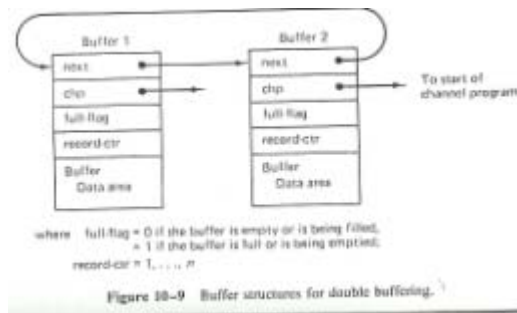 Buffer 1
Buffer 2
next
chp
full-flag
record-ctr
Buffer
Data area
next
chp
full-flag
record-ctr
Buffer
Data area
To start of
channel program
where full-flag = 0 if the buffer is empty or is being filled,
= 1 if the buffer is full or is being emptied;
record-ctr = 1, . . . , n
Figure 10–9 Buffer structures for double buffering.